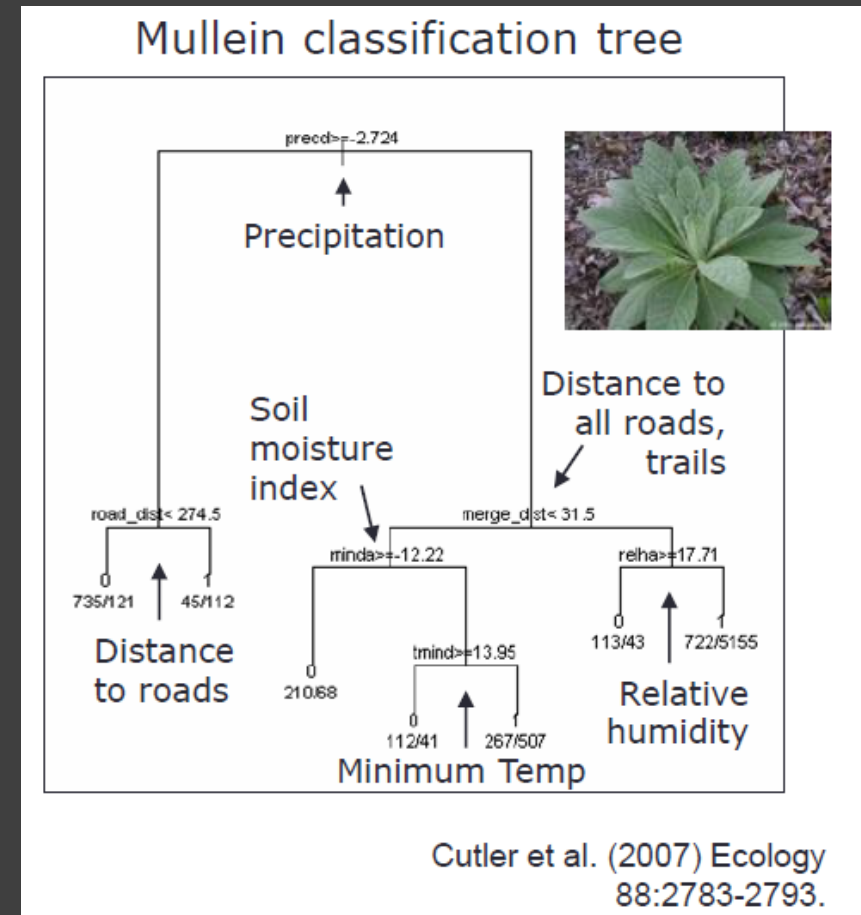 Mullein classification tree
precd>=-2.724
Precipitation
Distance to
all roads,
trails
Soil
moisture
index
road_dist< 274.5
merge_dist< 31.5
minda>=-12.22
relha>=17.71
0
735/121
1
45/112
0
113/43
1
722/5155
Distance
to roads
tmind>=13.95
0
210/68
Relative
humidity
0
112/41
1
267/507
Minimum Temp
Cutler et al. (2007) Ecology
88:2783-2793.